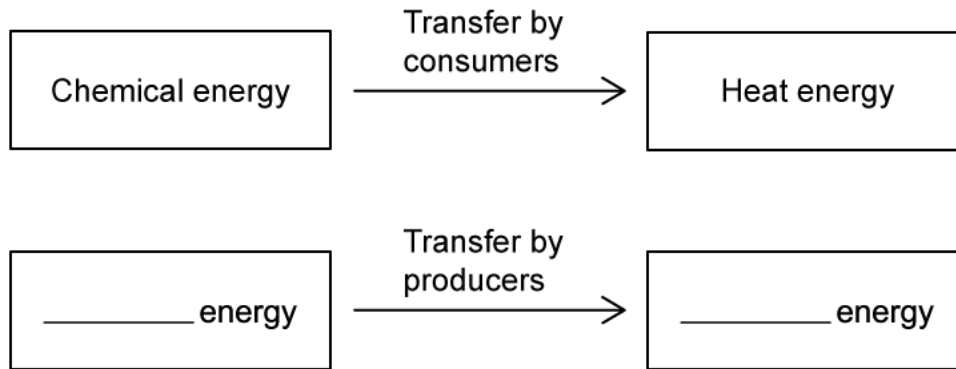 Transfer by
consumers
Chemical energy
Heat energy
Transfer by
producers
_________ energy
_________ energy